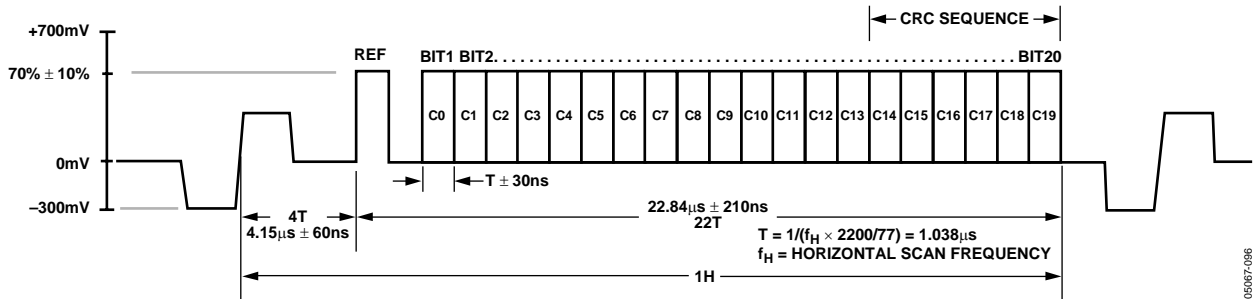 CRC SEQUENCE
+700mV
REF
BIT1 BIT2. . . . . . . . . . . . . . . . . . . . . . . . . . . . . . . . . . . . . . . . . . . . . . . . . . . . . . . . . . . . . BIT20
70% ± 10%
C0 C1 C2 C3 C4 C5 C6 C7 C8 C9 C10 C11 C12 C13 C14 C15 C16 C17 C18 C19
0mV
T ± 30ns
–300mV
4T
4.15µs ± 60ns
22.84µs ± 210ns
22T
T = 1/(fH × 2200/77) = 1.038µs
fH = HORIZONTAL SCAN FREQUENCY
1H
05067-096